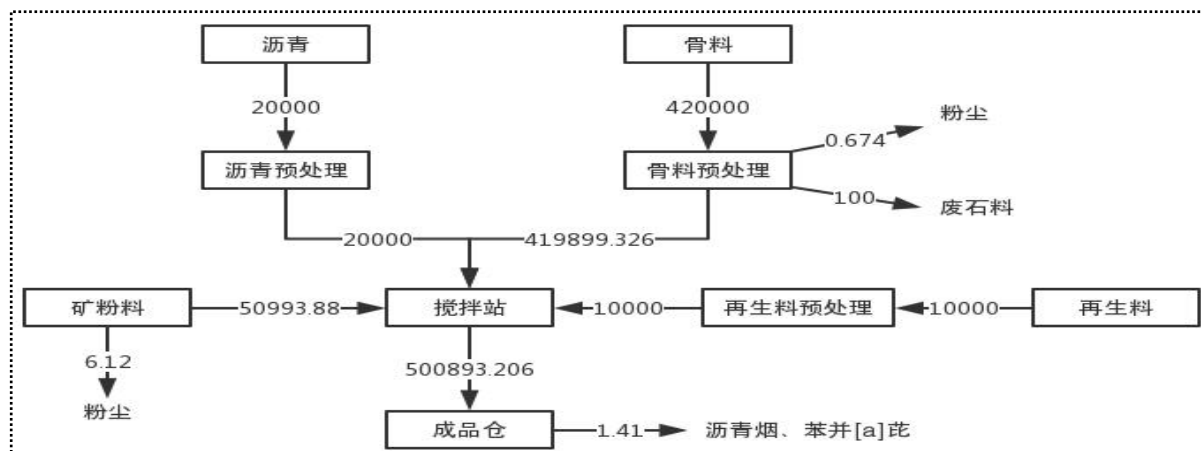 沥青
骨料
20000
420000
粉尘
0.674
沥青预处理
骨料预处理
100
废石料
20000
419899.326
矿粉料
50993.88
搅拌站
10000
再生料预处理
10000
再生料
6.12
500893.206
粉尘
成品仓
1.41
沥青烟、苯并[a]芘